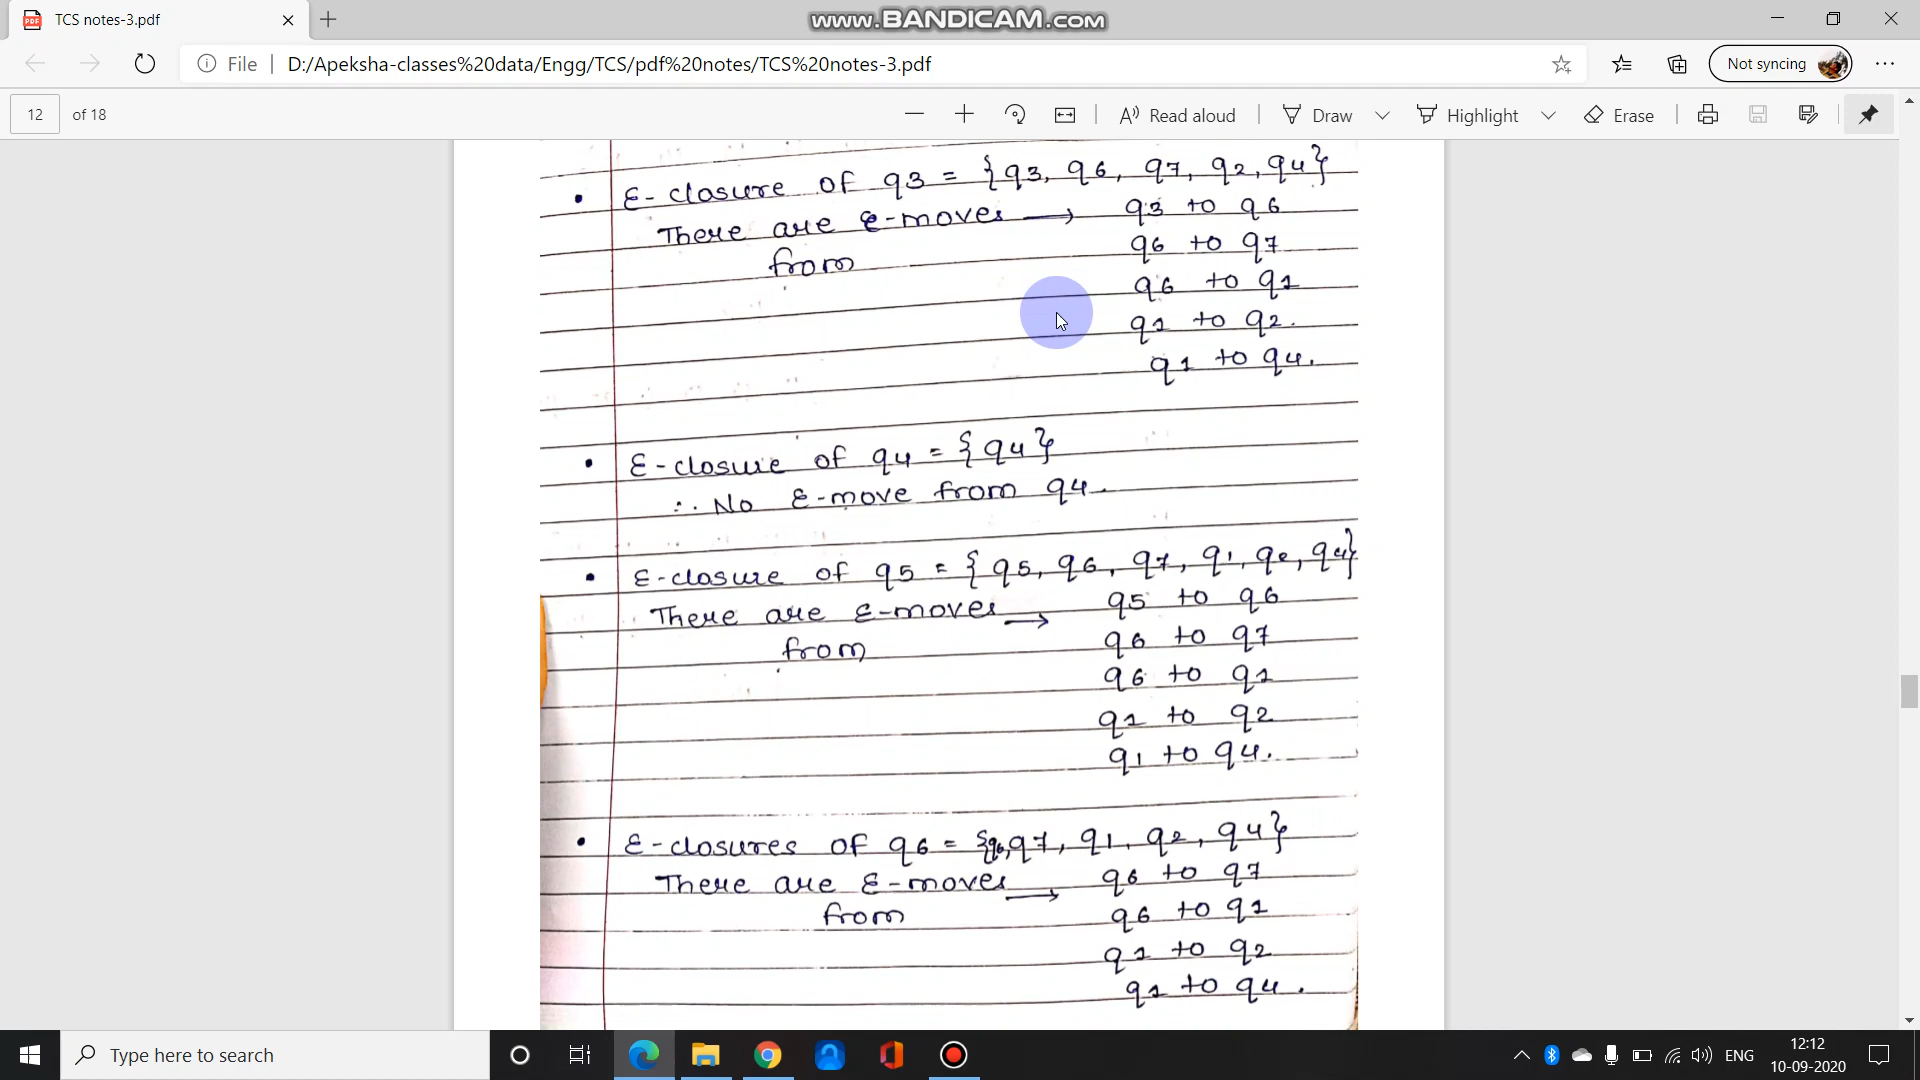 TCS notes-3.pdf
www.BANDICAM.com
File
D:/Apeksha-classes%20data/Engg/TCS/pdf%20notes/TCS%20notes-3.pdf
Not syncing
12 of 18
Read aloud
Draw
Highlight
Erase
• ε-closure of q3 = {q3, q6, q7, q2, q4}
There are ε-moves → q3 to q6
from q6 to q7
q6 to q1
q1 to q2.
q1 to q4.
• ε-closure of q4 = {q4}
∴ No ε-move from q4.
• ε-closure of q5 = {q5, q6, q7, q1, q2, q4}
There are ε-moves → q5 to q6
from q6 to q7
q6 to q1
q1 to q2
q1 to q4.
• ε-closures of q6 = {q6, q7, q1, q2, q4}
There are ε-moves → q6 to q7
from q6 to q1
q1 to q2
q1 to q4.
Type here to search
ENG
12:12
10-09-2020